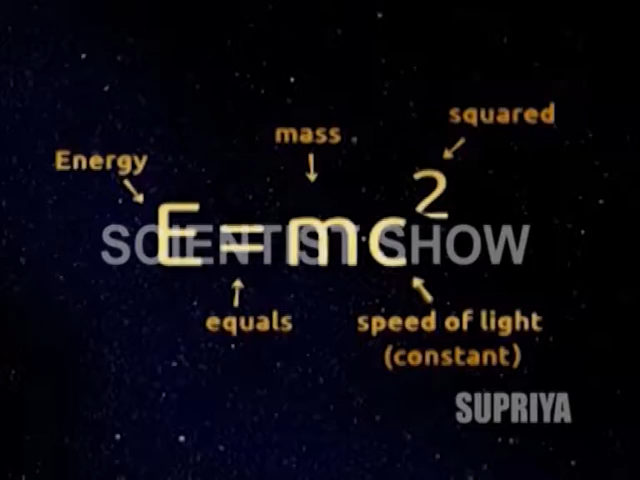 squared
mass
Energy
E=mc²
SCIENTIST SHOW
equals
speed of light
(constant)
SUPRIYA